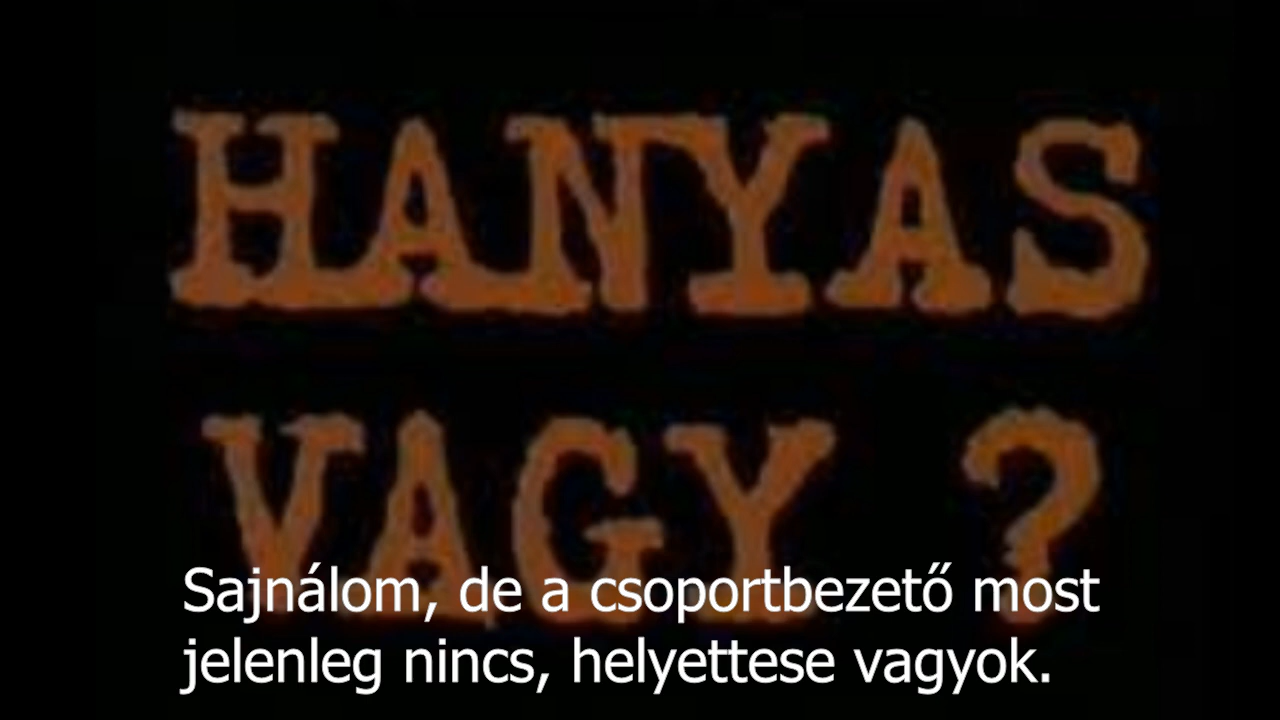 HANYAS
VAGY ?
Sajnálom, de a csoportbezető most
jelenleg nincs, helyettese vagyok.